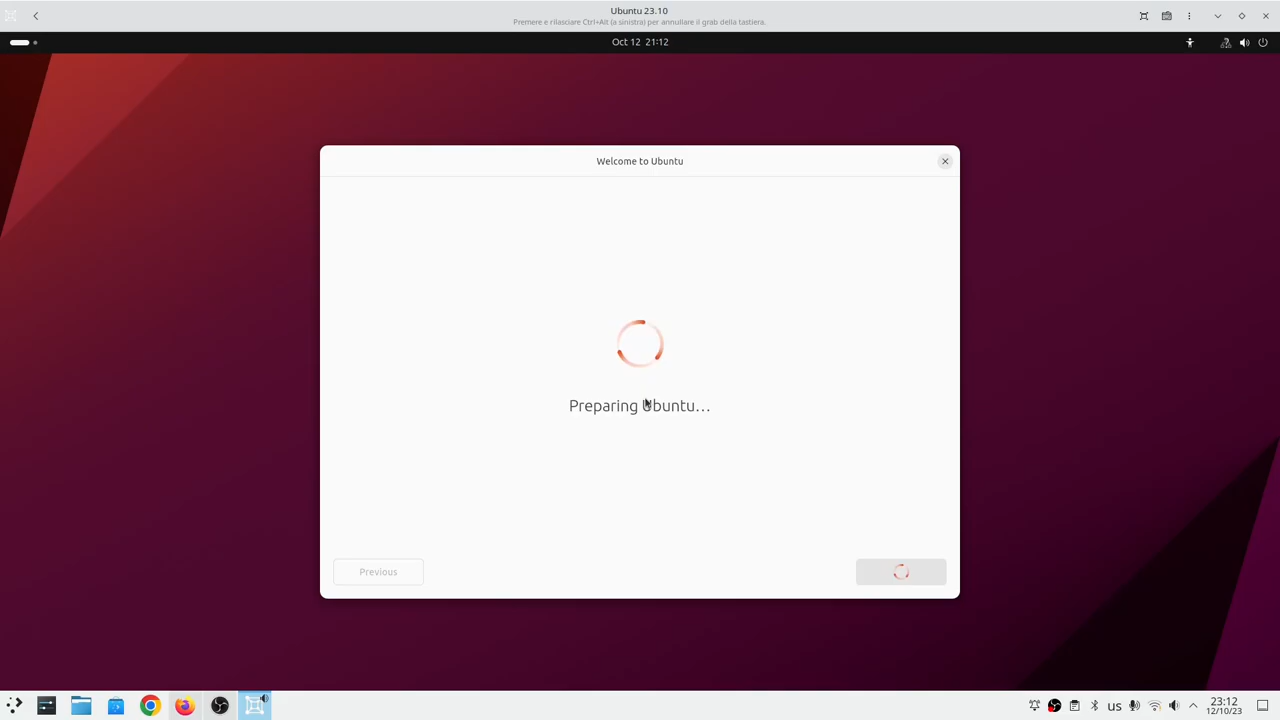 Ubuntu 23.10
Premere e rilasciare Ctrl+Alt (a sinistra) per annullare il grab della tastiera.
Oct 12 21:12
Welcome to Ubuntu
Preparing Ubuntu...
Previous
us
23:12
12/10/23